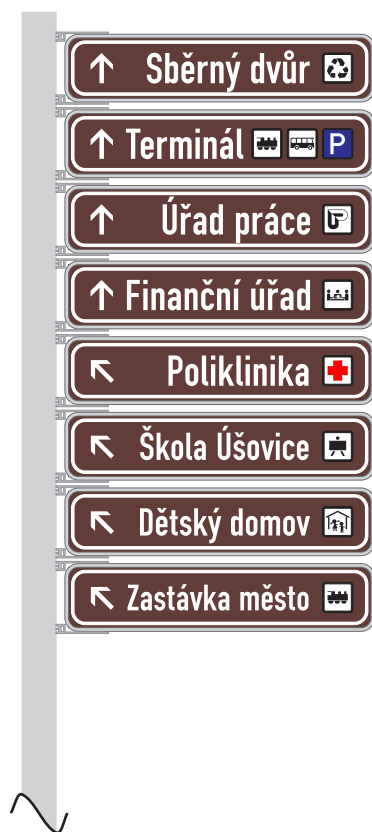 Sběrný dvůr
Terminál P
Úřad práce
Finanční úřad
Poliklinika
Škola Úšovice
Dětský domov
Zastávka město